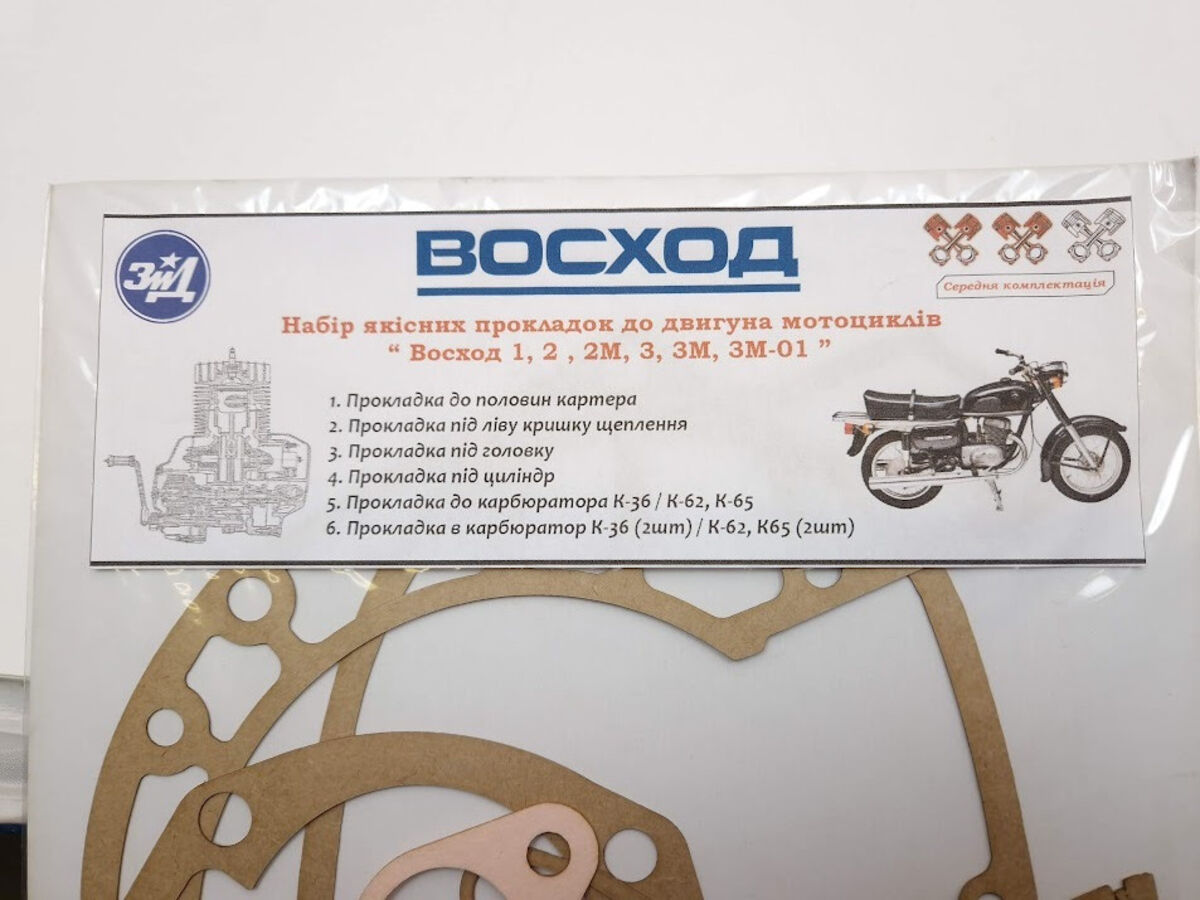 ЗиД
ВОСХОД
Середня комплектація
Набір якісних прокладок до двигуна мотоциклів
“ Восход 1, 2 , 2М, 3, 3М, 3М-01 ”
1. Прокладка до половин картера
2. Прокладка під ліву кришку щеплення
3. Прокладка під головку
4. Прокладка під циліндр
5. Прокладка до карбюратора К-36 / К-62, К-65
6. Прокладка в карбюратор К-36 (2шт) / К-62, К65 (2шт)